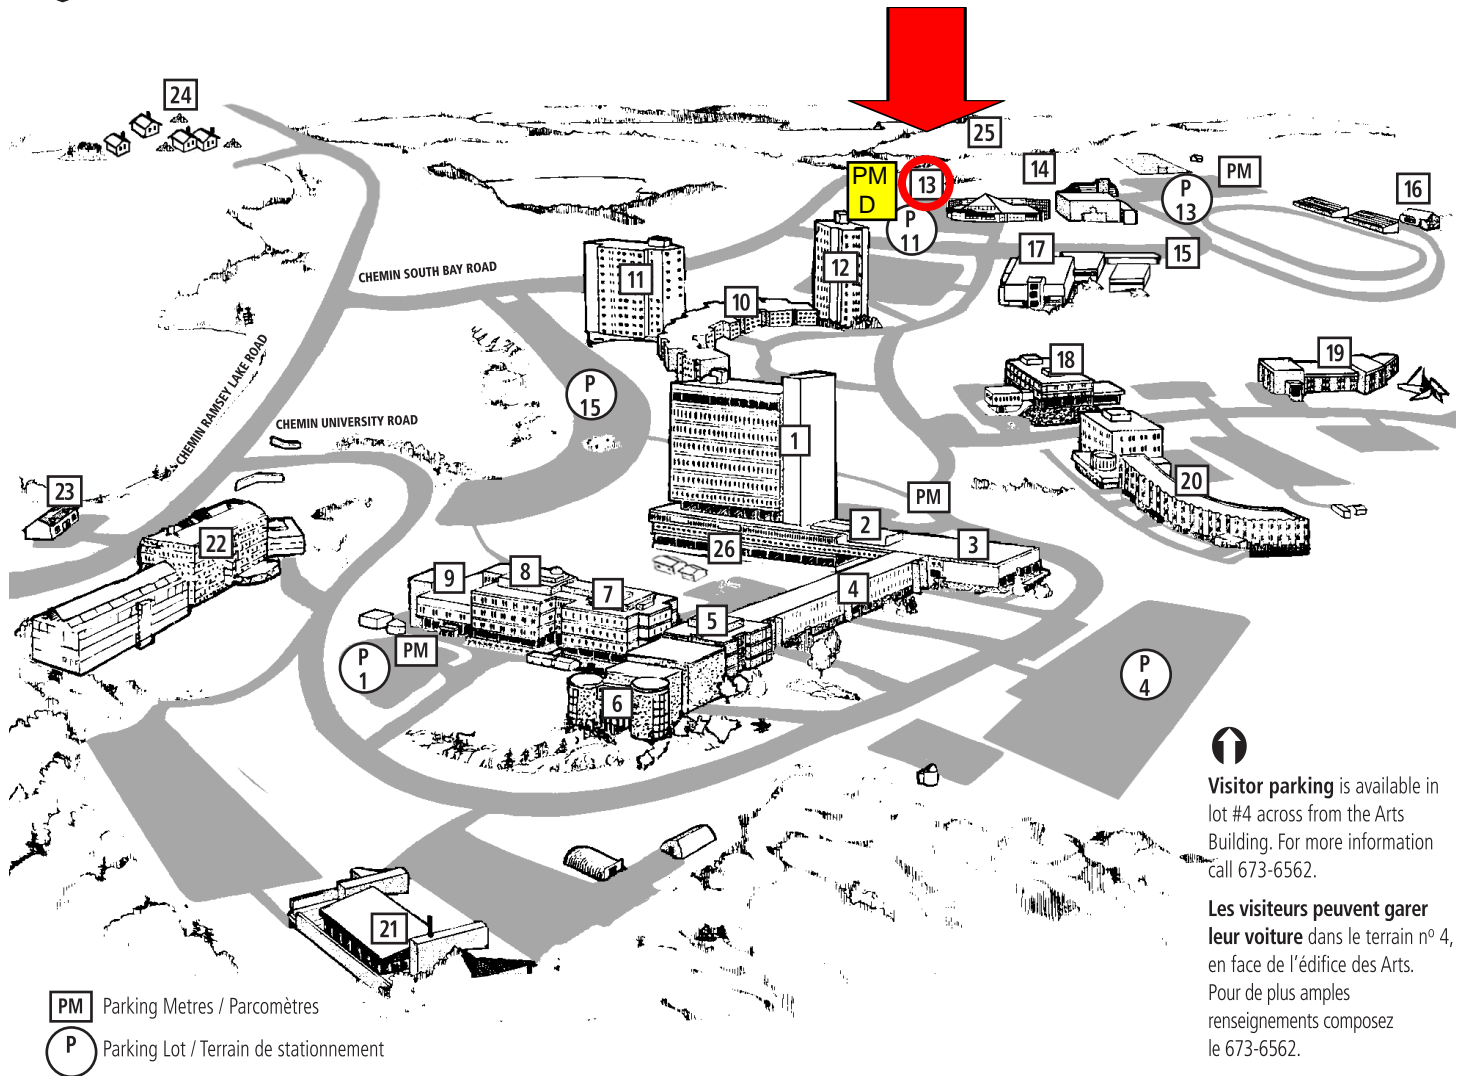 24
25
14
PM
P
13
16
PM
D
13
P
11
17
15
12
11
CHEMIN SOUTH BAY ROAD
10
CHEMIN RAMSEY LAKE ROAD
18
19
P
15
CHEMIN UNIVERSITY ROAD
1
23
20
PM
22
2
3
26
9
8
7
4
5
PM
P
1
6
P
4
21
Visitor parking is available in
lot #4 across from the Arts
Building. For more information
call 673-6562.
Les visiteurs peuvent garer
leur voiture dans le terrain nº 4,
en face de l'édifice des Arts.
Pour de plus amples
renseignements composez
le 673-6562.
PM Parking Metres / Parcomètres
P Parking Lot / Terrain de stationnement